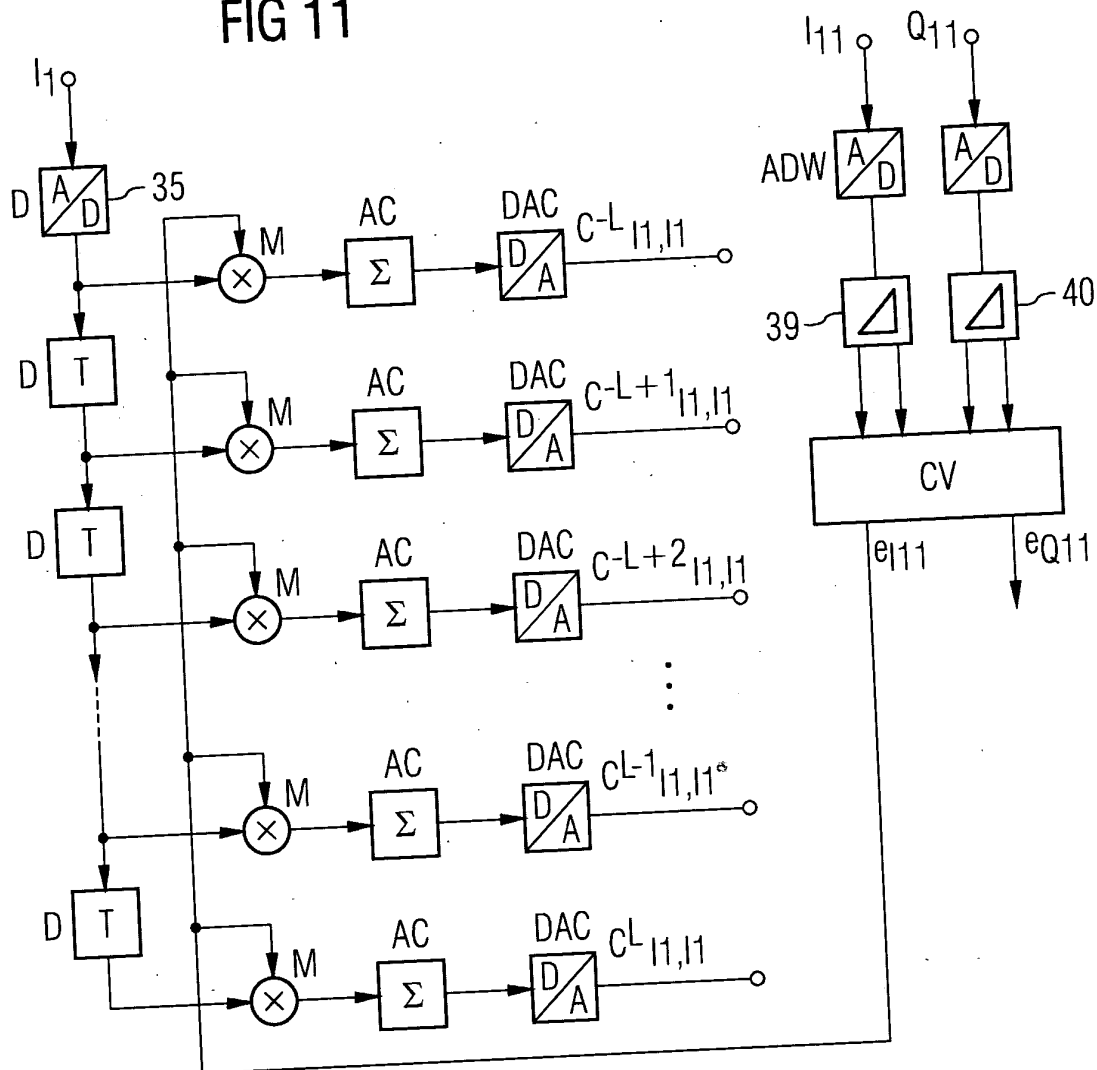 FIG 11
I1
I11
Q11
D A/D 35
ADW A/D
A/D
M
AC
Σ
DAC
D/A
C-L I1,I1
39
40
D T
M
AC
Σ
DAC
D/A
C-L+1 I1,I1
CV
eI11
eQ11
D T
M
AC
Σ
DAC
D/A
C-L+2 I1,I1
M
AC
Σ
DAC
D/A
CL-1 I1,I1
D T
M
AC
Σ
DAC
D/A
CL I1,I1